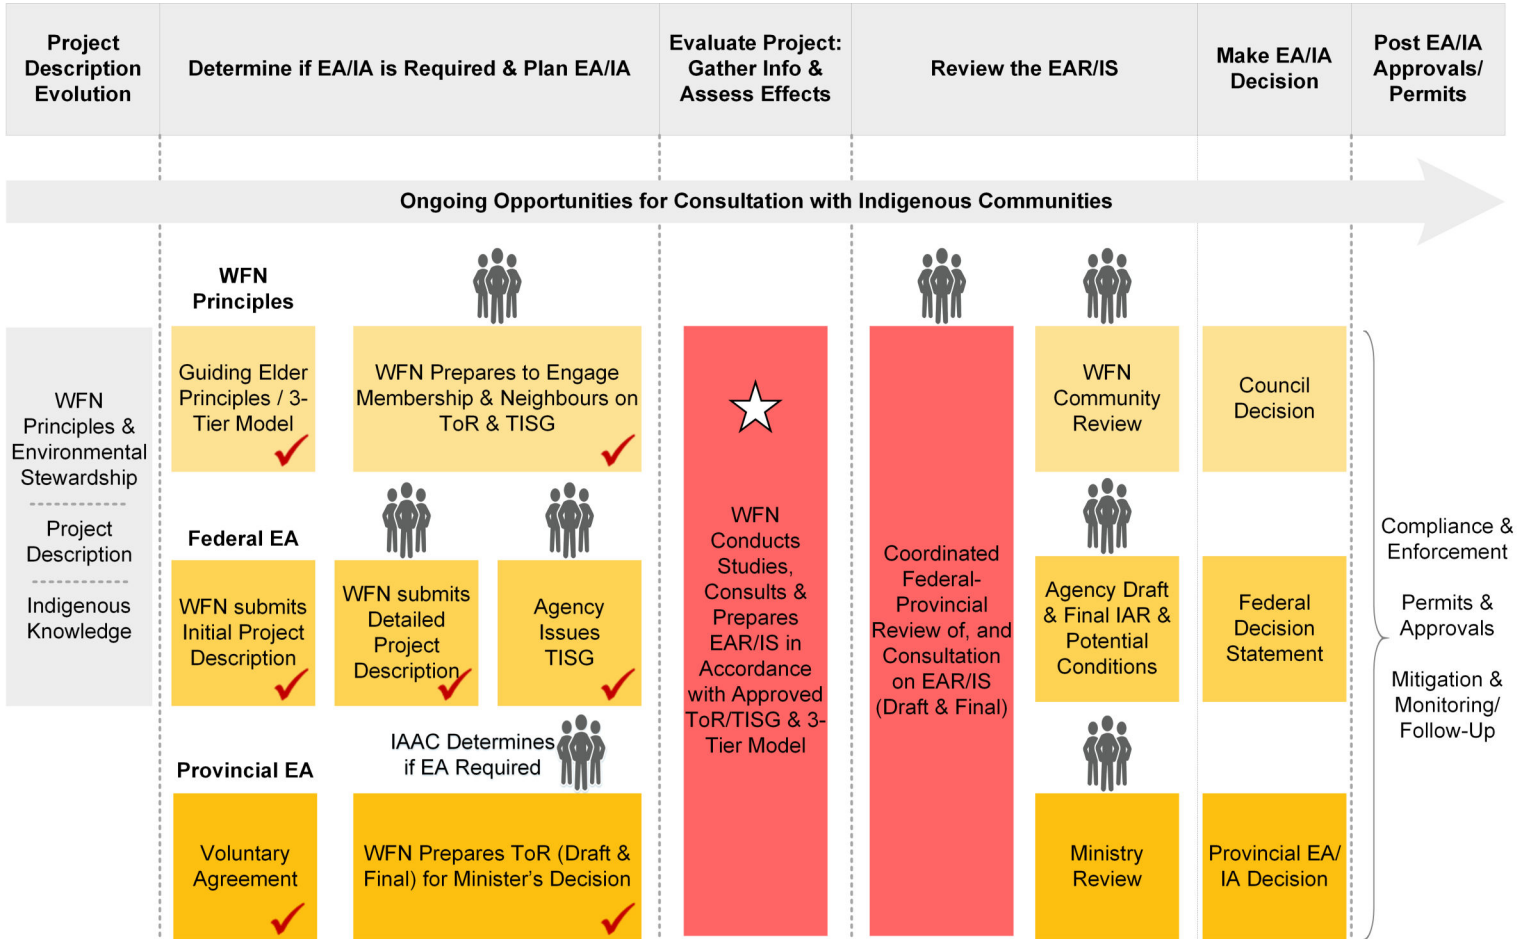 Project
Description
Evolution
Determine if EA/IA is Required & Plan EA/IA
Evaluate Project:
Gather Info &
Assess Effects
Review the EAR/IS
Make EA/IA
Decision
Post EA/IA
Approvals/
Permits
Ongoing Opportunities for Consultation with Indigenous Communities
WFN
Principles &
Environmental
Stewardship
Project
Description
Indigenous
Knowledge
WFN
Principles
Guiding Elder
Principles / 3-
Tier Model
WFN Prepares to Engage
Membership & Neighbours on
ToR & TISG
Federal EA
WFN submits
Initial Project
Description
WFN submits
Detailed
Project
Description
Agency
Issues
TISG
Provincial EA
IAAC Determines
if EA Required
Voluntary
Agreement
WFN Prepares ToR (Draft &
Final) for Minister's Decision
WFN
Conducts
Studies,
Consults &
Prepares
EAR/IS in
Accordance
with Approved
ToR/TISG & 3-
Tier Model
Coordinated
Federal-
Provincial
Review of, and
Consultation
on EAR/IS
(Draft & Final)
WFN
Community
Review
Agency Draft
& Final IAR &
Potential
Conditions
Ministry
Review
Council
Decision
Federal
Decision
Statement
Provincial EA/
IA Decision
Compliance &
Enforcement
Permits &
Approvals
Mitigation &
Monitoring/
Follow-Up